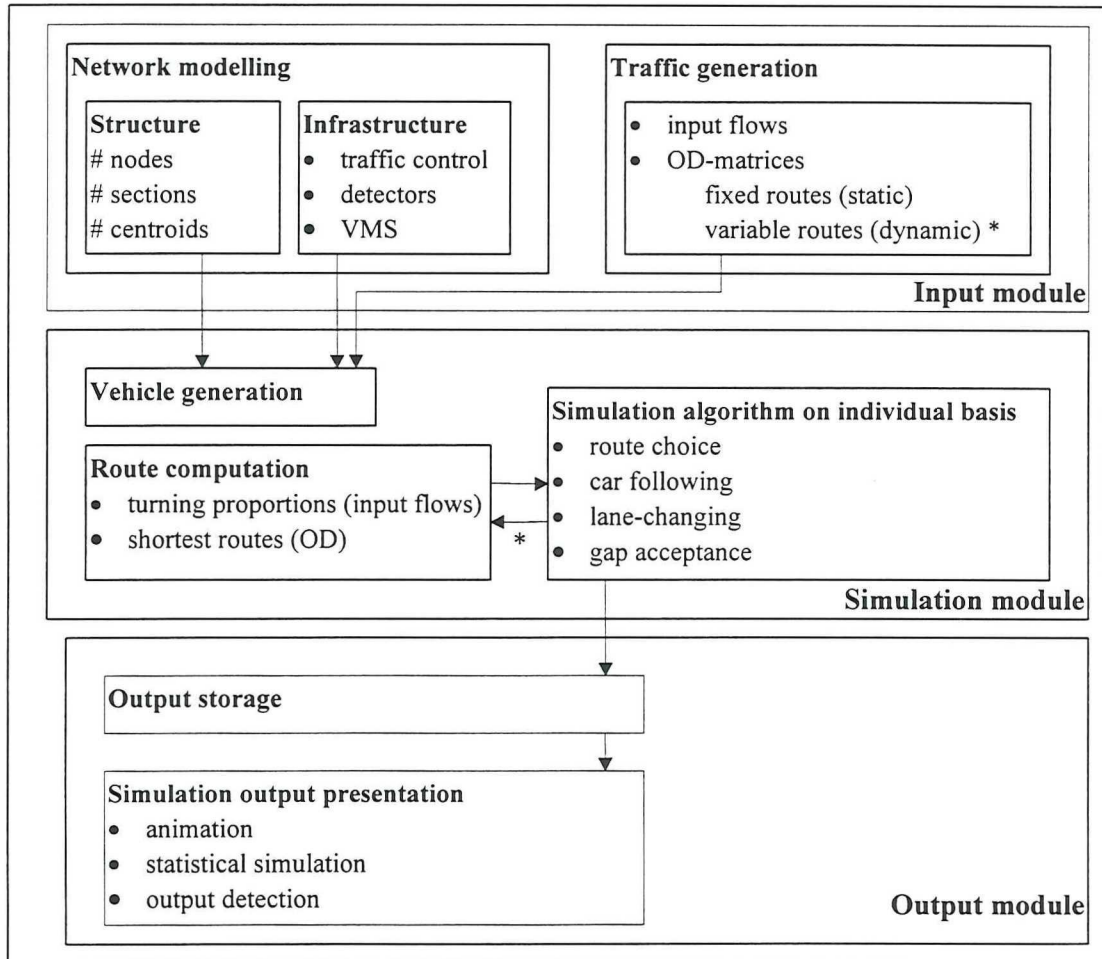 Network modelling
Structure
# nodes
# sections
# centroids
Infrastructure
• traffic control
• detectors
• VMS
Traffic generation
• input flows
• OD-matrices
fixed routes (static)
variable routes (dynamic) *
Input module
Vehicle generation
Route computation
• turning proportions (input flows)
• shortest routes (OD)
*
Simulation algorithm on individual basis
• route choice
• car following
• lane-changing
• gap acceptance
Simulation module
Output storage
Simulation output presentation
• animation
• statistical simulation
• output detection
Output module